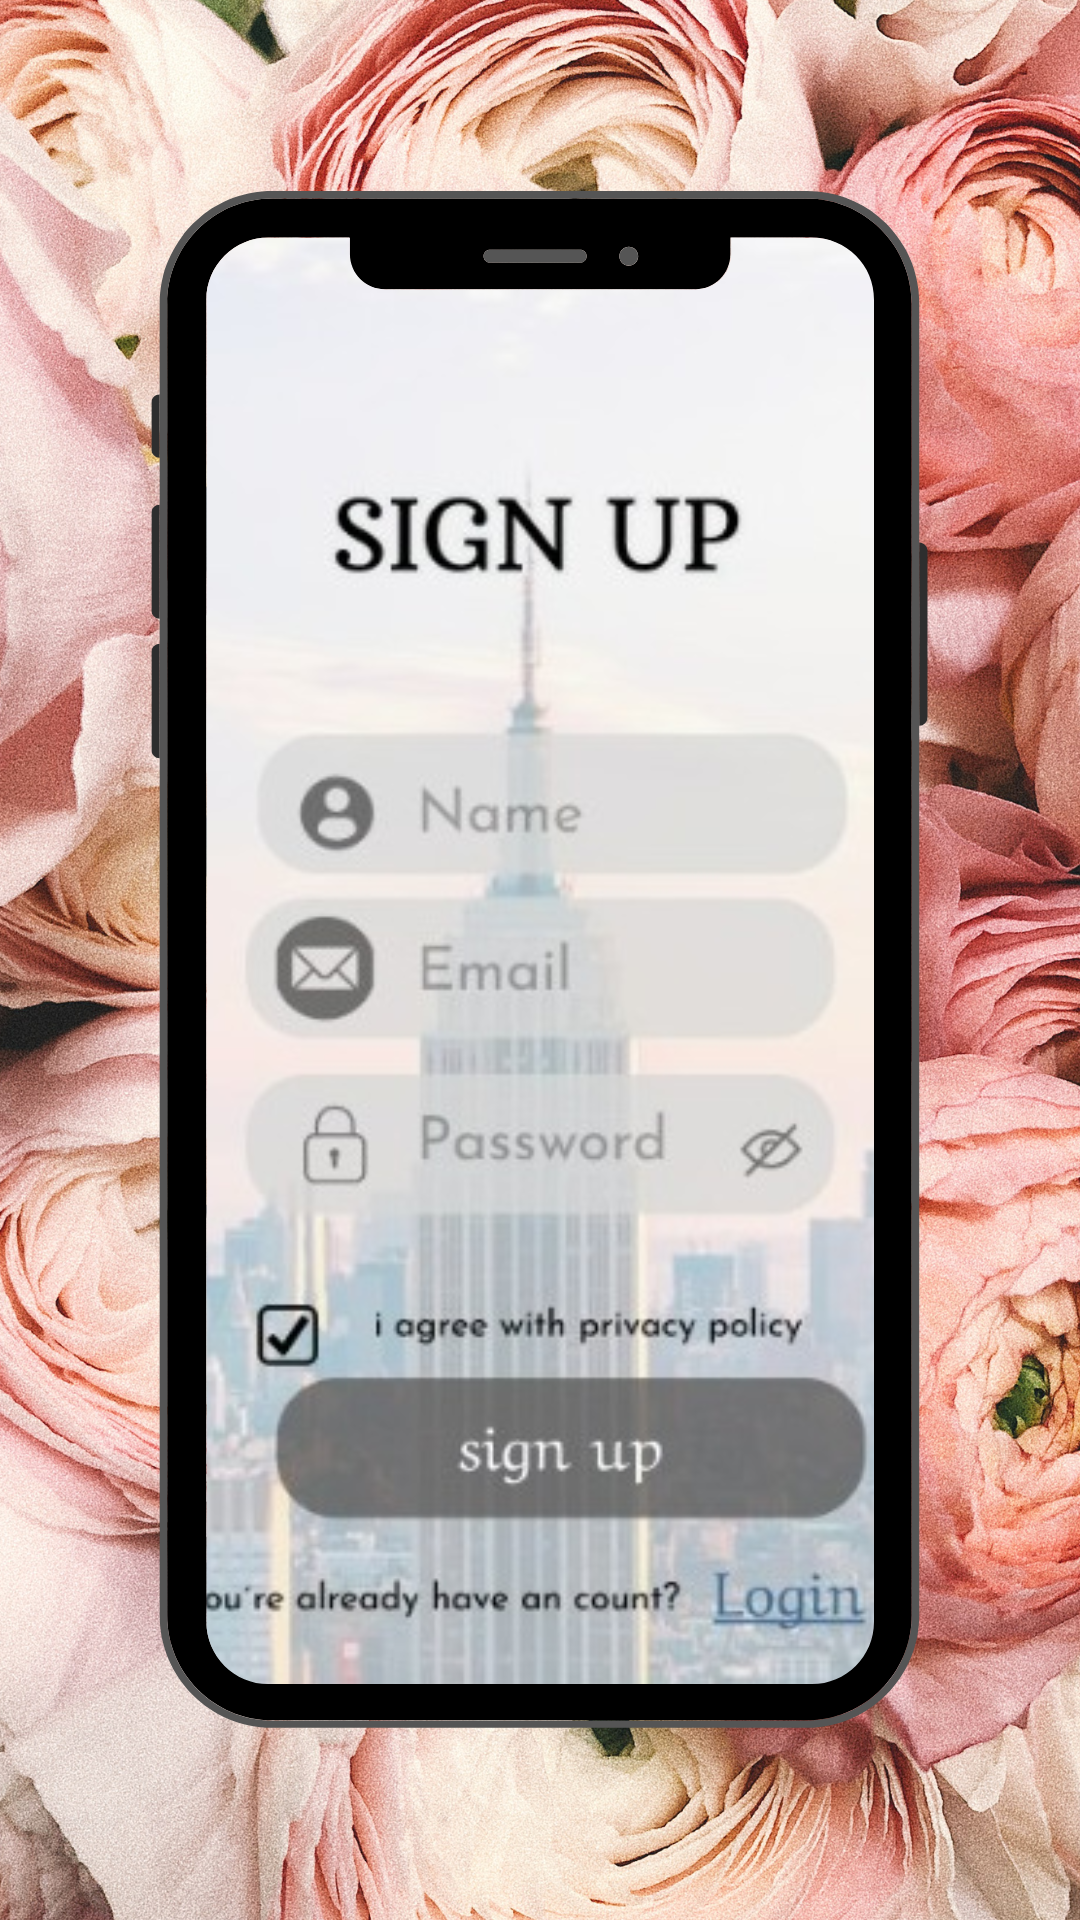 SIGN UP
Name
Email
Password
i agree with privacy policy
sign up
ou're already have an count? Login